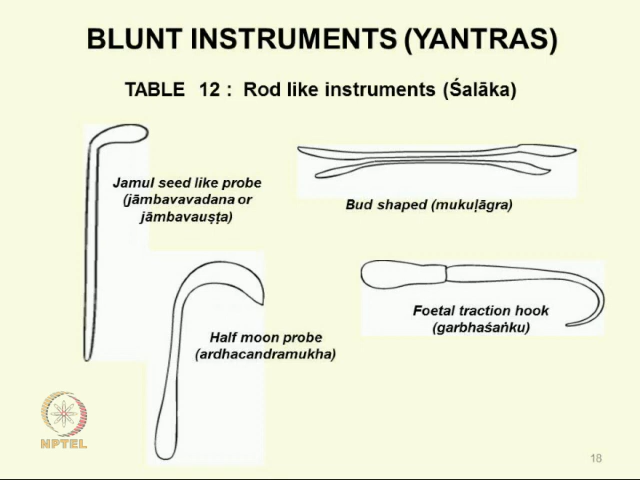 BLUNT INSTRUMENTS (YANTRAS)
TABLE 12 : Rod like instruments (Śalāka)
Jamul seed like probe
(jāmbavavadana or
jāmbavauṣṭa)
Bud shaped (mukuḷāgra)
Half moon probe
(ardhacandramukha)
Foetal traction hook
(garbhaśaṅku)
NPTEL
18